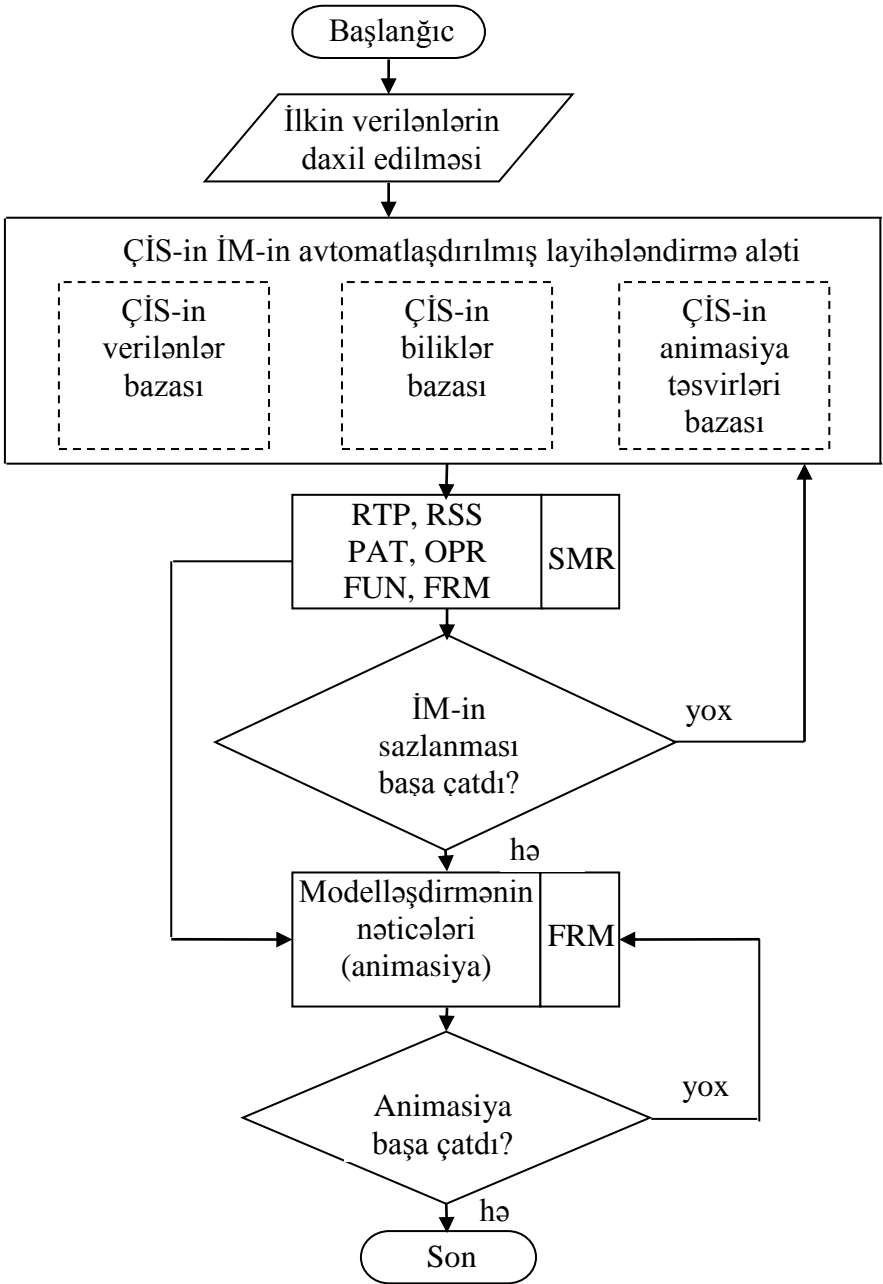 Başlanğıc
İlkin verilənlərin
daxil edilməsi
ÇİS-in İM-in avtomatlaşdırılmış layihələndirmə aləti
ÇİS-in
verilənlər
bazası
ÇİS-in
biliklər
bazası
ÇİS-in
animasiya
təsvirləri
bazası
RTP, RSS
PAT, OPR
FUN, FRM
SMR
İM-in
sazlanması
başa çatdı?
yox
hə
Modelləşdirmənin
nəticələri
(animasiya)
FRM
Animasiya
başa çatdı?
yox
hə
Son